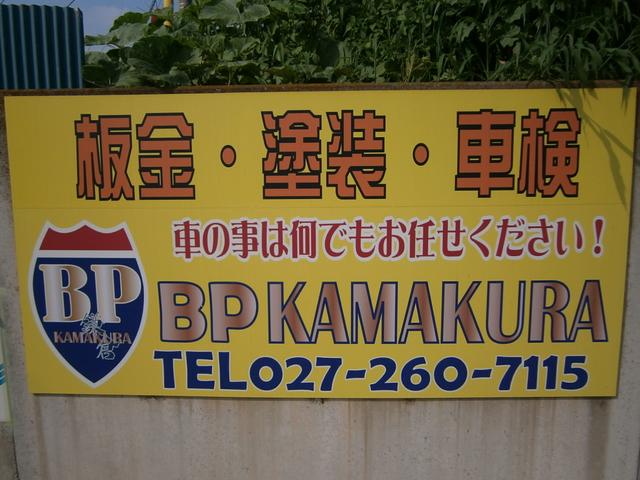 板金・塗装・車検
車の事は何でもお任せください!
BP
KAMAKURA
BP KAMAKURA
TEL027-260-7115